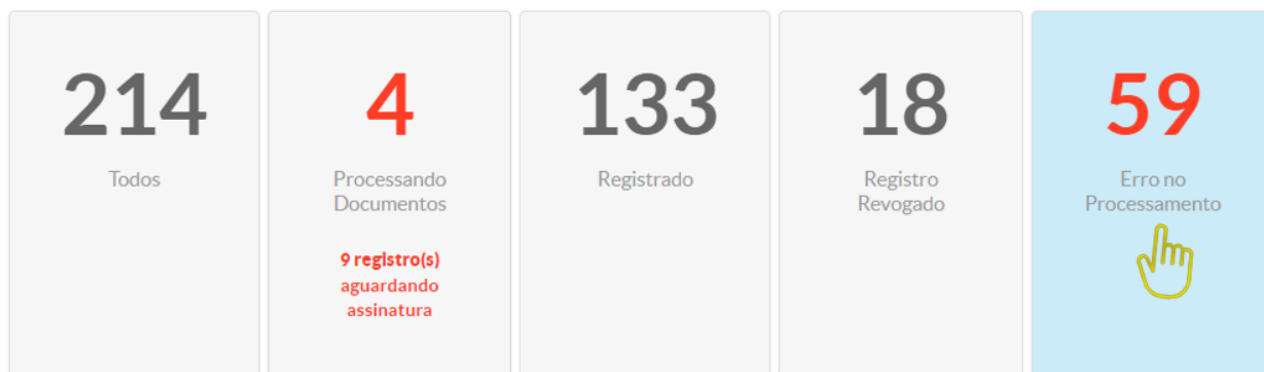 214
Todos
4
Processando
Documentos
9 registro(s)
aguardando
assinatura
133
Registrado
18
Registro
Revogado
59
Erro no
Processamento